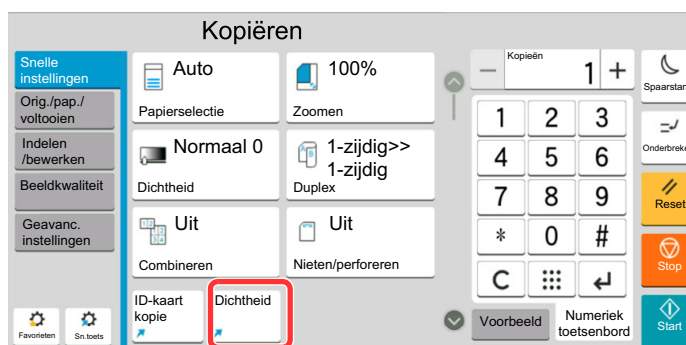 Kopiëren
Snelle
instellingen
Orig./pap./
voltooien
Indelen
/bewerken
Beeldkwaliteit
Geavanc.
instellingen
Favorieten
Sn.toets
Auto
Papierselectie
100%
Zoomen
Normaal 0
Dichtheid
1-zijdig>>
1-zijdig
Duplex
Uit
Combineren
Uit
Nieten/perforeren
ID-kaart
kopie
Dichtheid
Kopieën
− 1 +
1 2 3
4 5 6
7 8 9
* 0 #
C
Voorbeeld
Numeriek
toetsenbord
Spaarstan
Onderbreke
Reset
Stop
Start